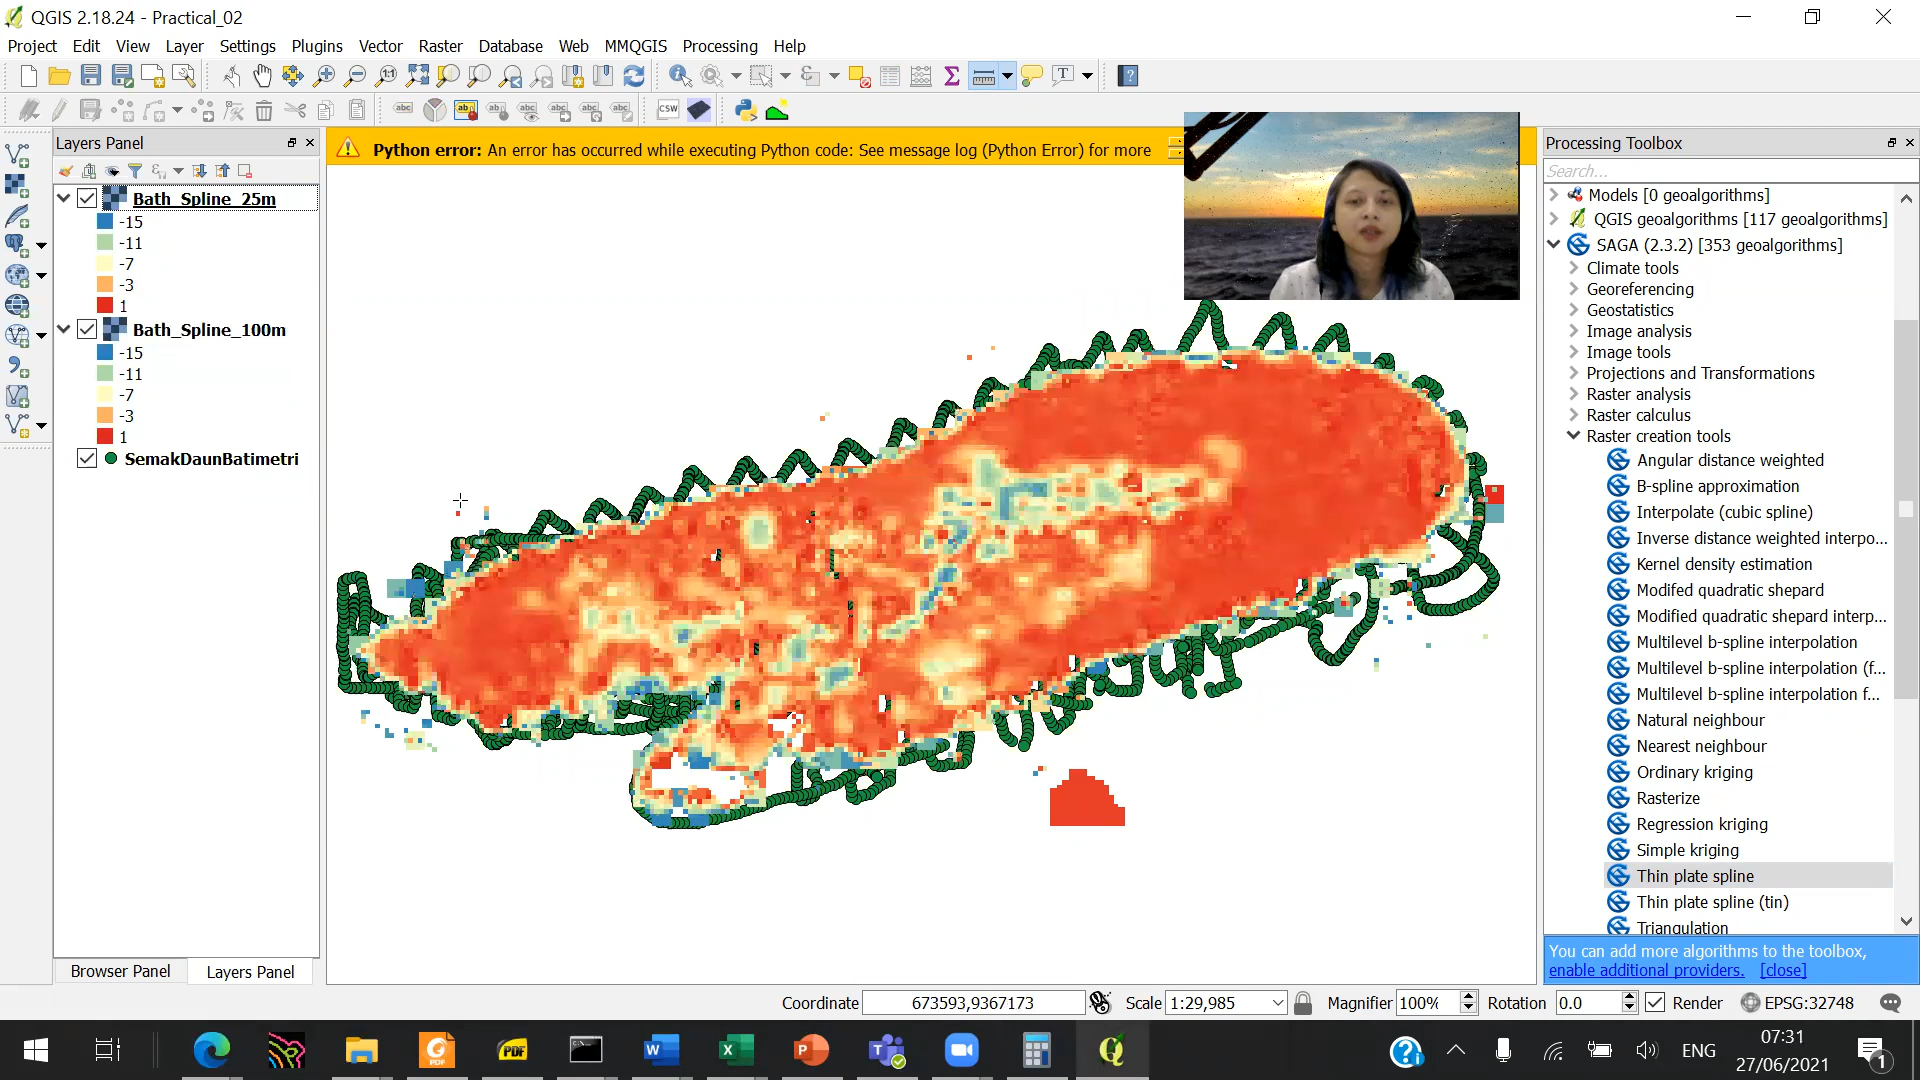 QGIS 2.18.24 - Practical_02
Project Edit View Layer Settings Plugins Vector Raster Database Web MMQGIS Processing Help
Layers Panel
Bath_Spline_25m
-15
-11
-7
-3
1
Bath_Spline_100m
-15
-11
-7
-3
1
SemakDaunBatimetri
Browser Panel Layers Panel
Python error: An error has occurred while executing Python code: See message log (Python Error) for more
Processing Toolbox
Search...
Models [0 geoalgorithms]
QGIS geoalgorithms [117 geoalgorithms]
SAGA (2.3.2) [353 geoalgorithms]
Climate tools
Georeferencing
Geostatistics
Image analysis
Image tools
Projections and Transformations
Raster analysis
Raster calculus
Raster creation tools
Angular distance weighted
B-spline approximation
Interpolate (cubic spline)
Inverse distance weighted interpo...
Kernel density estimation
Modifed quadratic shepard
Modified quadratic shepard interp...
Multilevel b-spline interpolation
Multilevel b-spline interpolation (f...
Multilevel b-spline interpolation f...
Natural neighbour
Nearest neighbour
Ordinary kriging
Rasterize
Regression kriging
Simple kriging
Thin plate spline
Thin plate spline (tin)
Triangulation
You can add more algorithms to the toolbox,
enable additional providers. [close]
Coordinate 673593,9367173 Scale 1:29,985 Magnifier 100% Rotation 0.0 Render EPSG:32748
ENG
07:31
27/06/2021
1